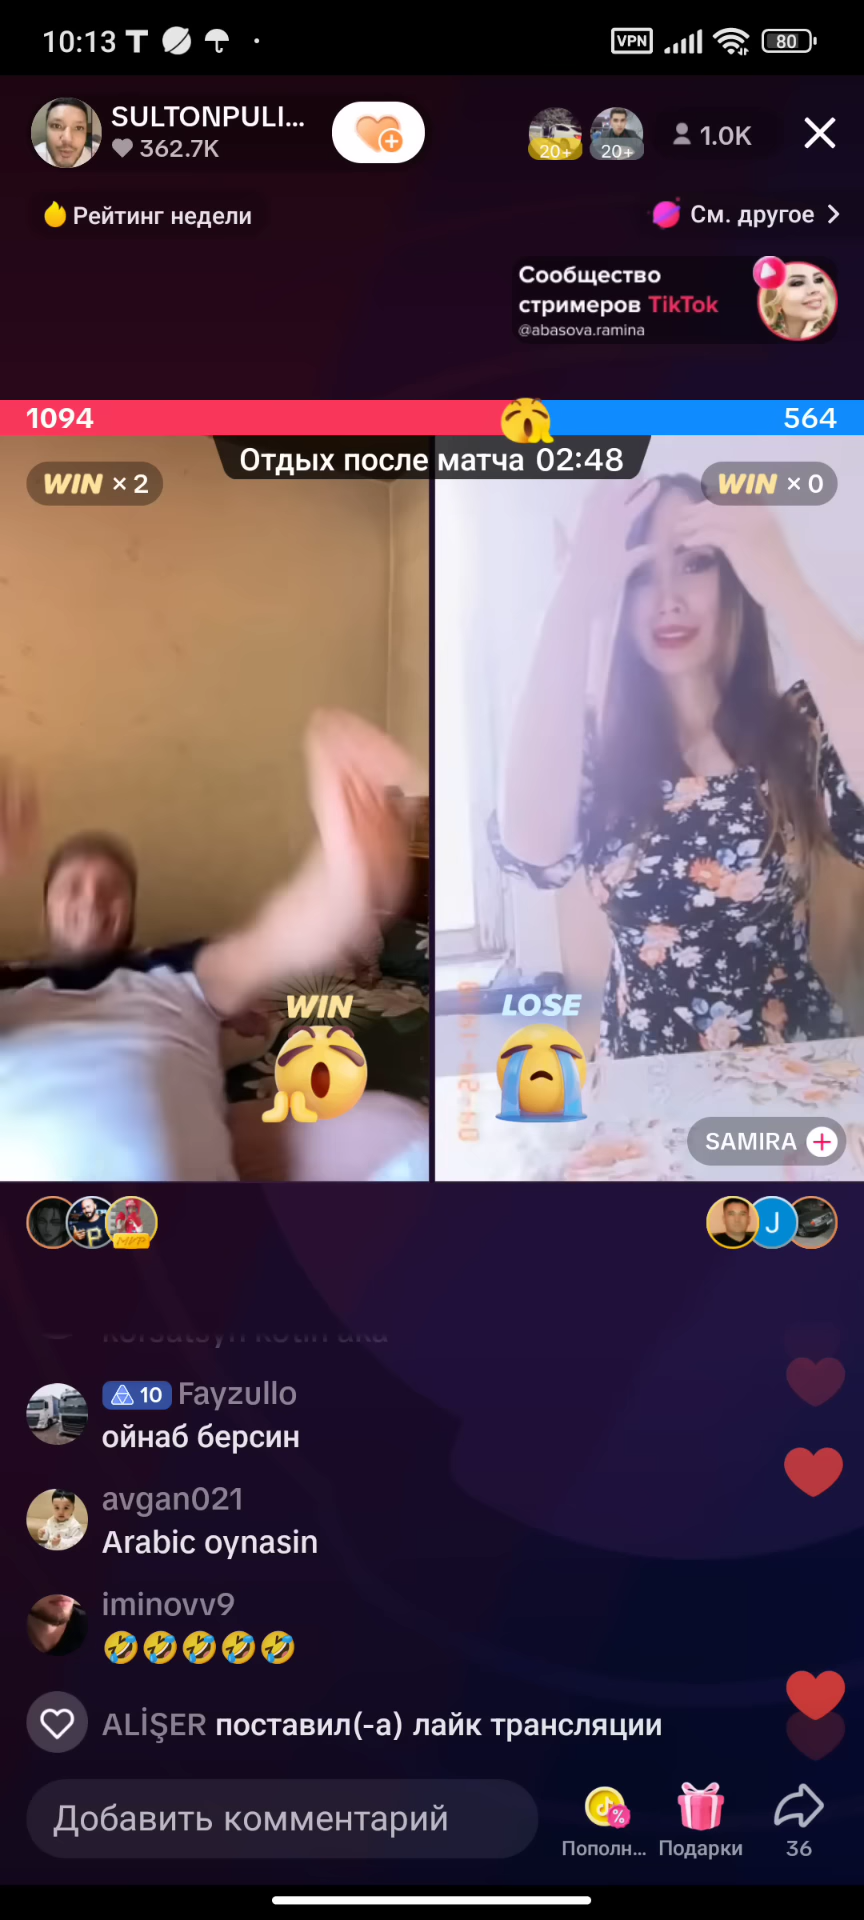 10:13
VPN
80
SULTONPULI...
362.7K
20+
20+
1.0K
Рейтинг недели
См. другое
Сообщество
стримеров TikTok
@abasova.ramina
1094
564
Отдых после матча 02:48
WIN × 2
WIN × 0
WIN
LOSE
SAMIRA
P
MVP
J
10 Fayzullo
ойнаб берсин
avgan021
Arabic oynasin
iminovv9
🤣🤣🤣🤣🤣
ALİŞER поставил(-а) лайк трансляции
Добавить комментарий
Пополн...
Подарки
36